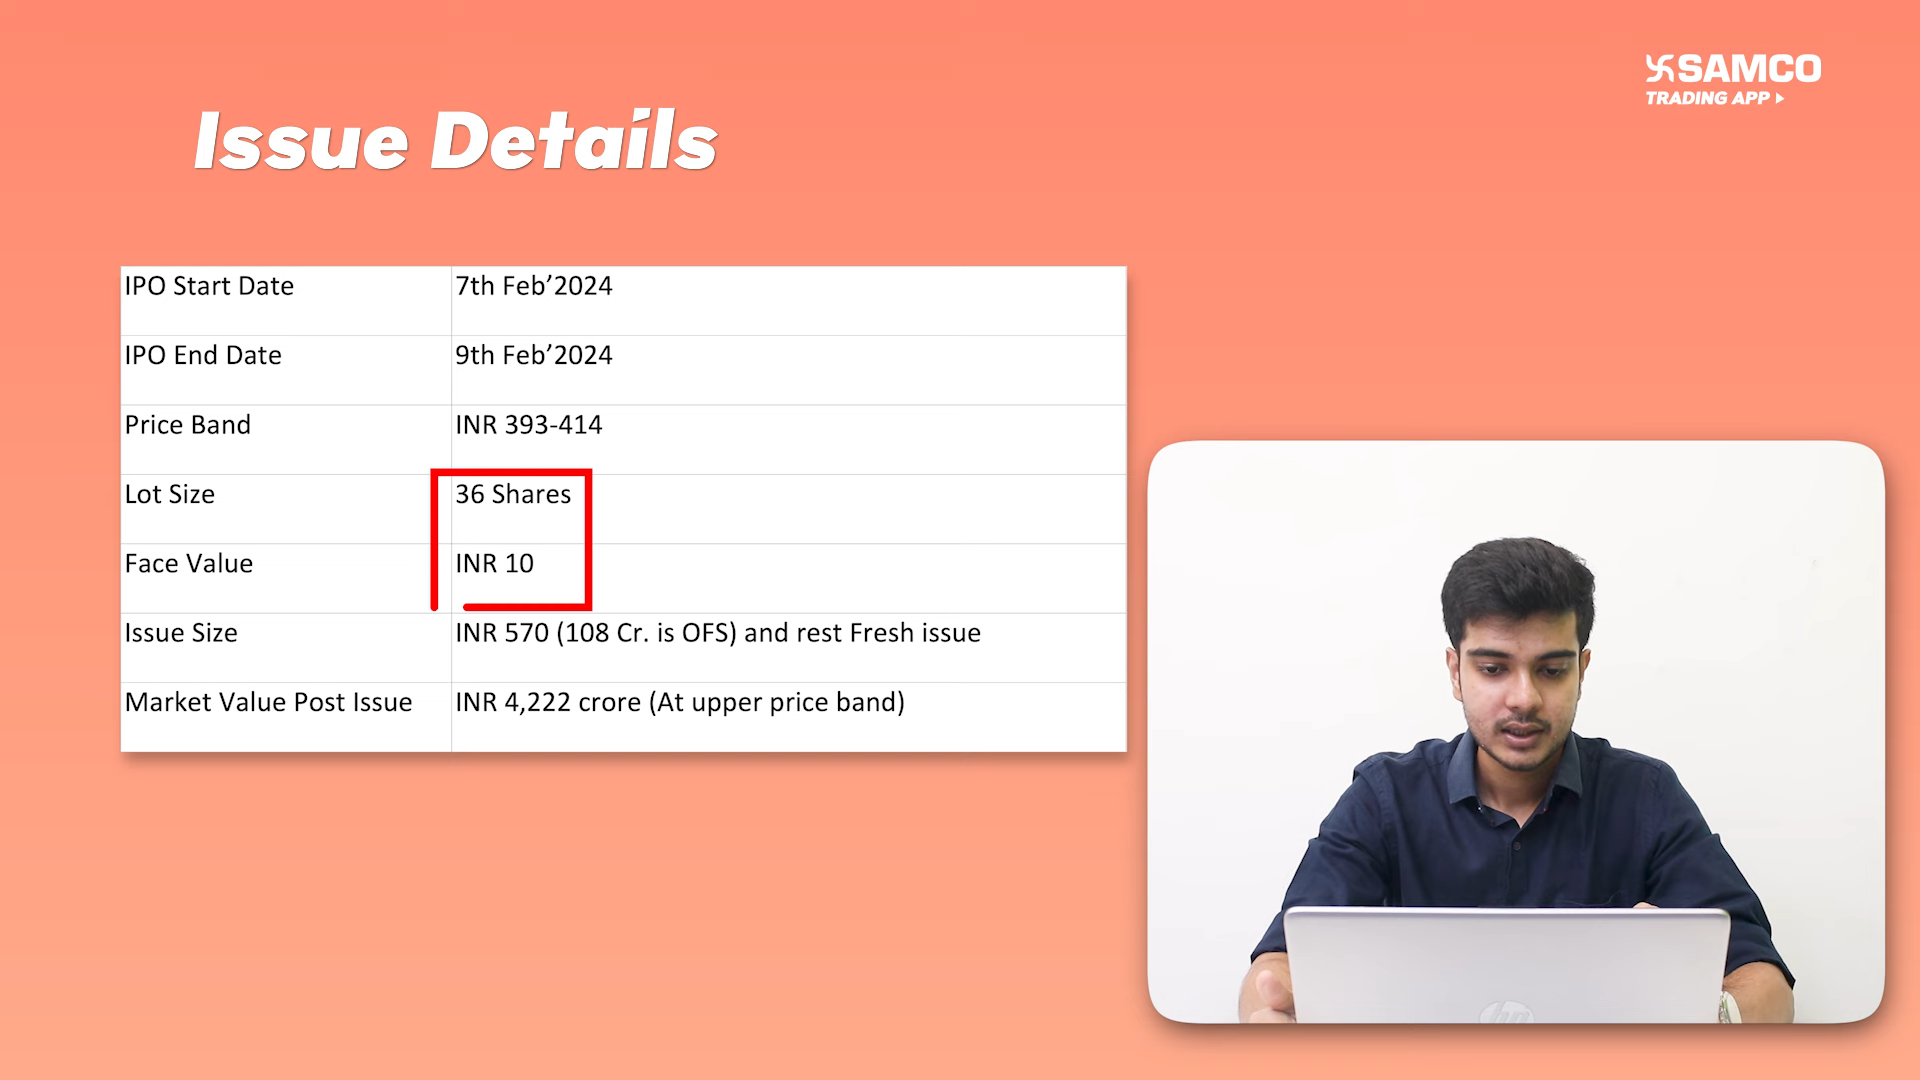 SAMCO
TRADING APP
Issue Details
IPO Start Date 7th Feb’2024
IPO End Date 9th Feb’2024
Price Band INR 393-414
Lot Size 36 Shares
Face Value INR 10
Issue Size INR 570 (108 Cr. is OFS) and rest Fresh issue
Market Value Post Issue INR 4,222 crore (At upper price band)
hp